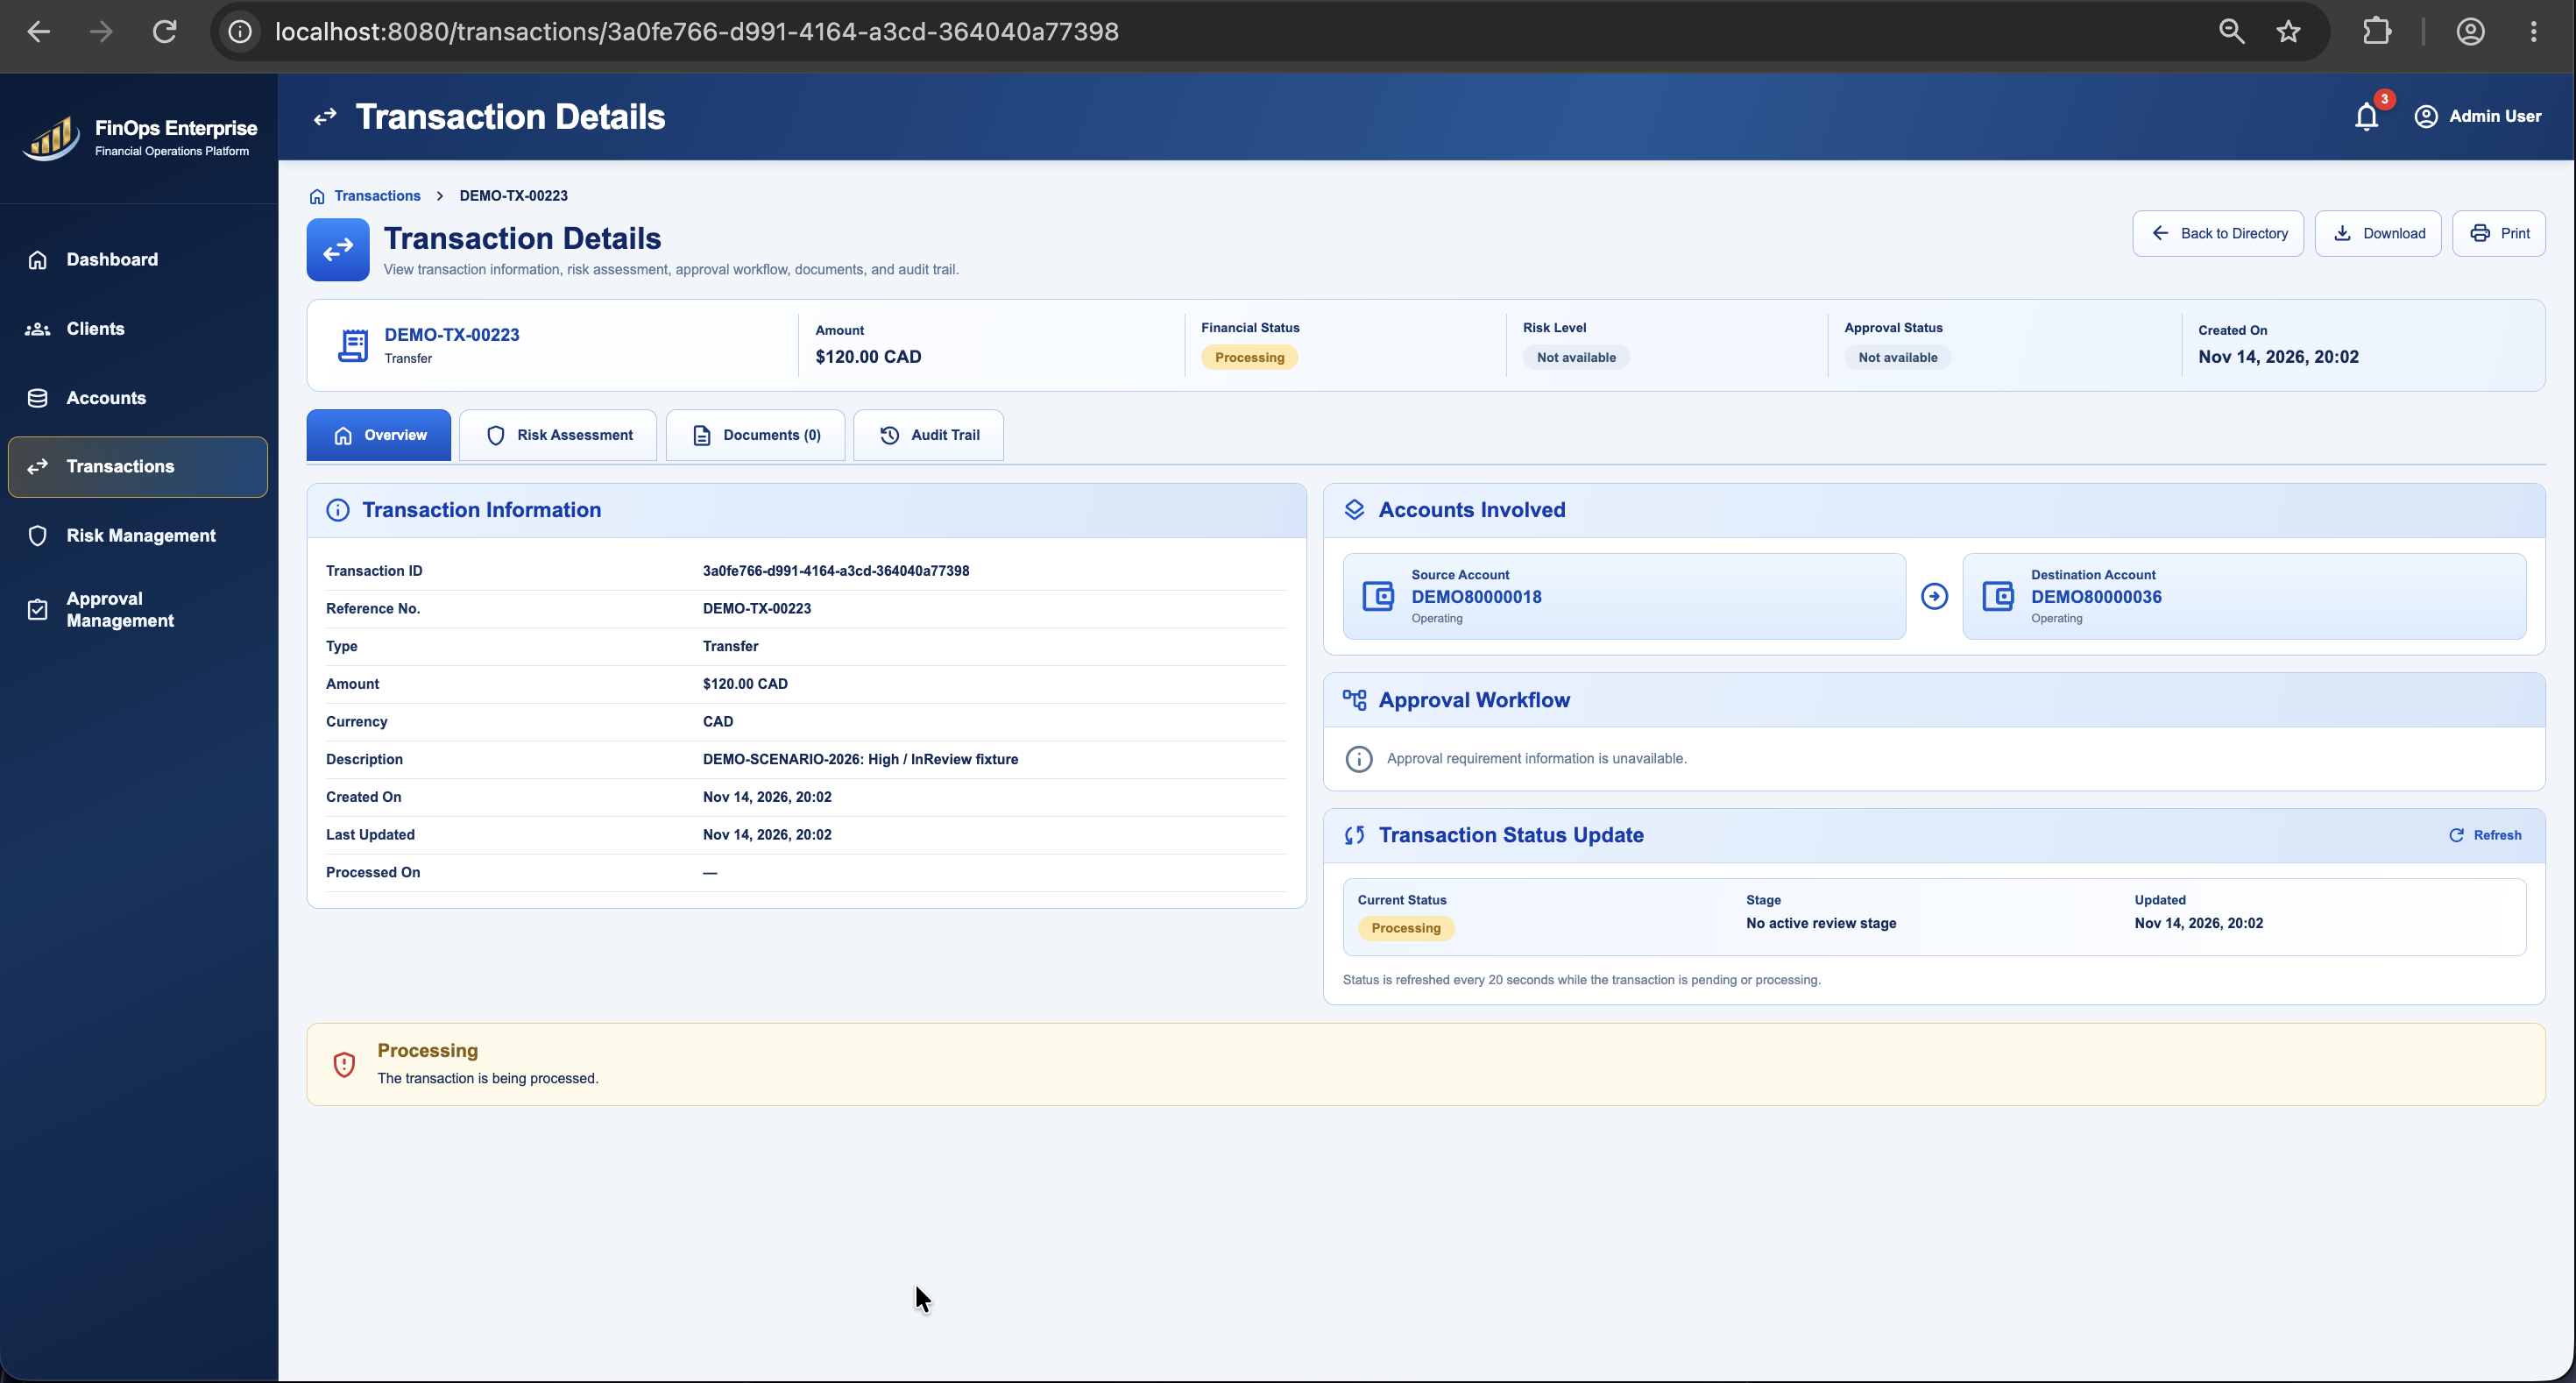 localhost:8080/transactions/3a0fe766-d991-4164-a3cd-364040a77398
FinOps Enterprise
Financial Operations Platform
Dashboard
Clients
Accounts
Transactions
Risk Management
Approval
Management
Transaction Details
3
Admin User
Transactions > DEMO-TX-00223
Transaction Details
View transaction information, risk assessment, approval workflow, documents, and audit trail.
Back to Directory
Download
Print
DEMO-TX-00223
Transfer
Amount
$120.00 CAD
Financial Status
Processing
Risk Level
Not available
Approval Status
Not available
Created On
Nov 14, 2026, 20:02
Overview
Risk Assessment
Documents (0)
Audit Trail
Transaction Information
Transaction ID 3a0fe766-d991-4164-a3cd-364040a77398
Reference No. DEMO-TX-00223
Type Transfer
Amount $120.00 CAD
Currency CAD
Description DEMO-SCENARIO-2026: High / InReview fixture
Created On Nov 14, 2026, 20:02
Last Updated Nov 14, 2026, 20:02
Processed On —
Accounts Involved
Source Account
DEMO80000018
Operating
Destination Account
DEMO80000036
Operating
Approval Workflow
Approval requirement information is unavailable.
Transaction Status Update
Refresh
Current Status
Processing
Stage
No active review stage
Updated
Nov 14, 2026, 20:02
Status is refreshed every 20 seconds while the transaction is pending or processing.
Processing
The transaction is being processed.